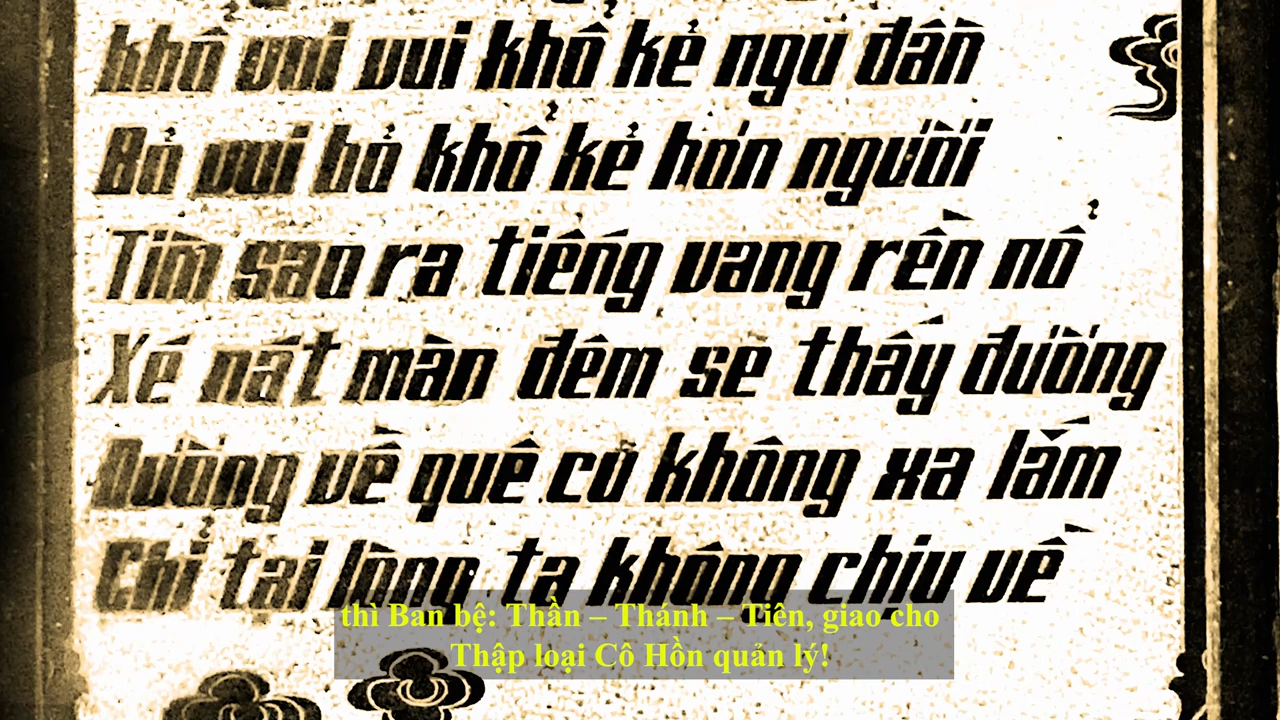 khổ vui vui khổ kẻ ngu đần
Bỏ vui bỏ khổ kẻ hơn người
Tìm sao ra tiếng vang rền nổ
Xé nát màn đêm sẽ thấy đường
Đường về quê cũ không xa lắm
Chỉ tại lòng ta không chịu về
thì Ban bệ: Thần – Thánh – Tiên, giao cho
Thập loại Cô Hồn quản lý!